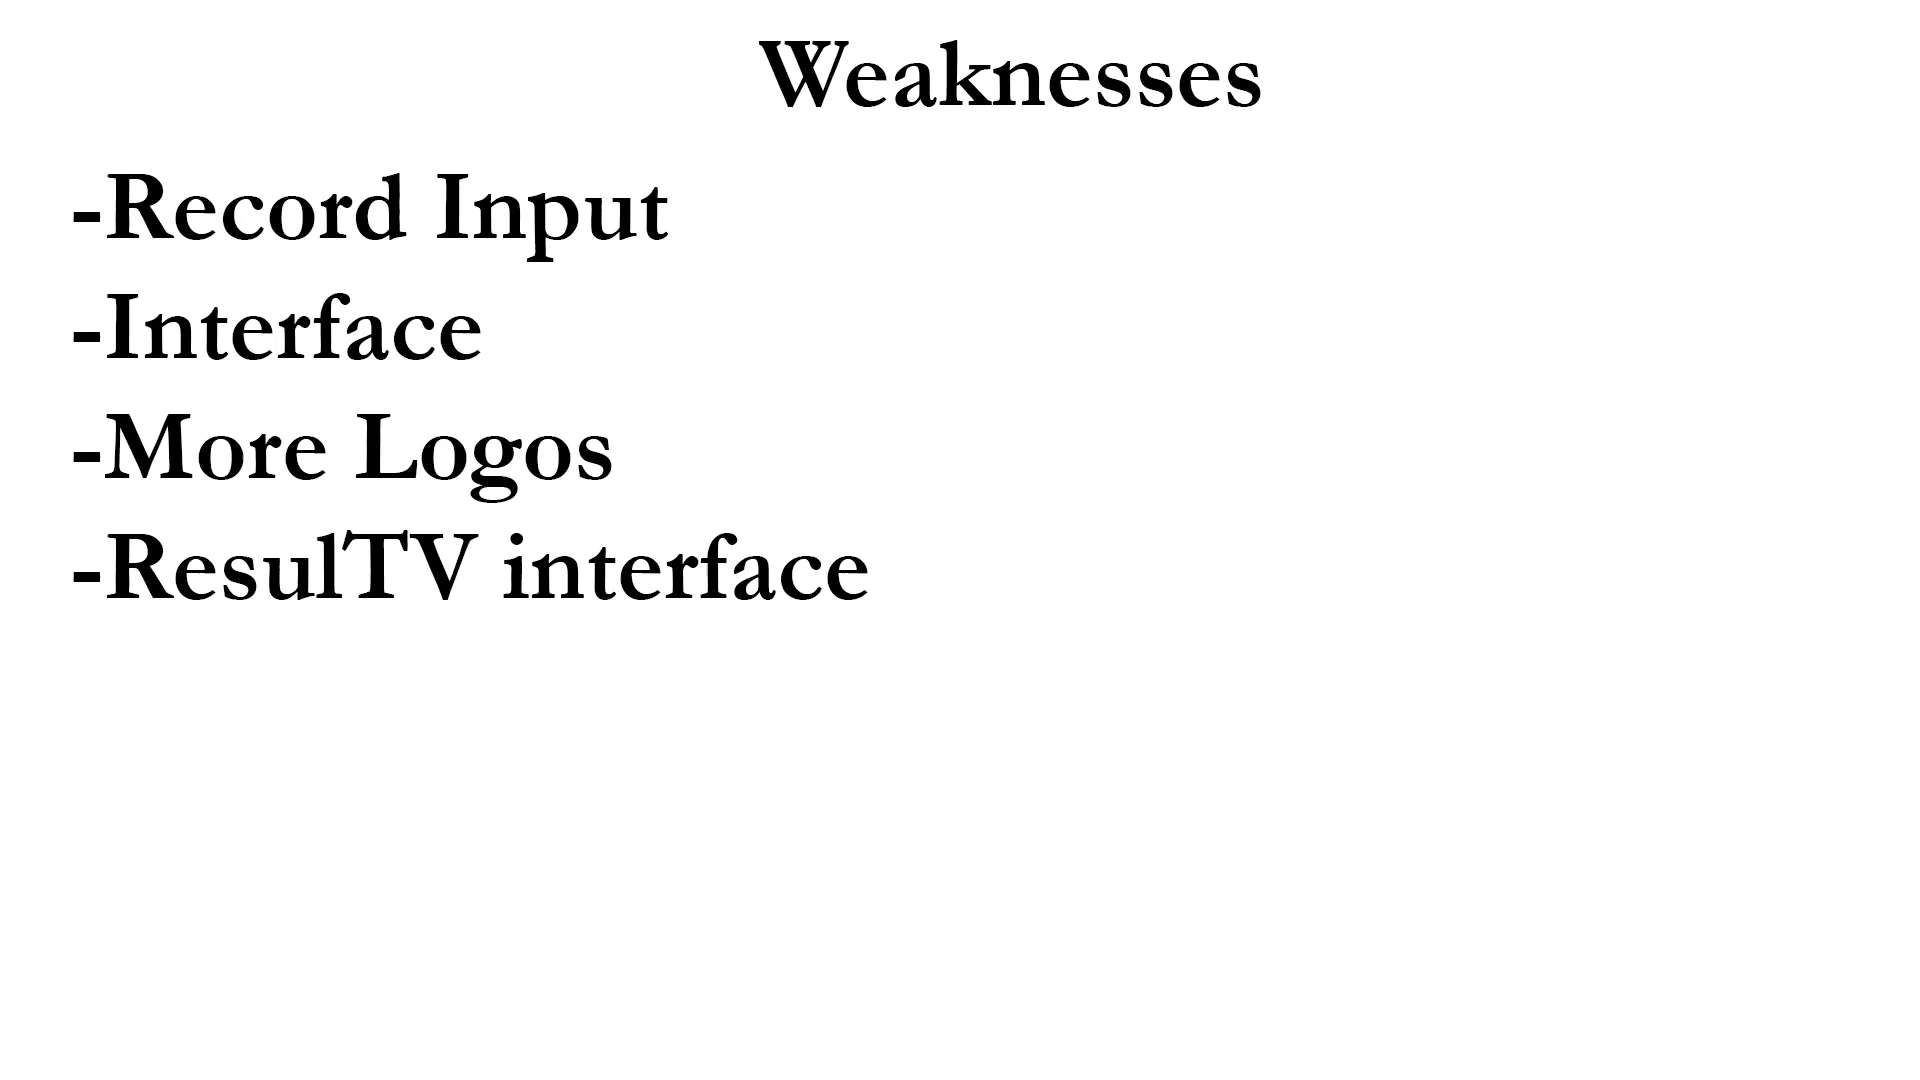 Weaknesses
-Record Input
-Interface
-More Logos
-ResulTV interface